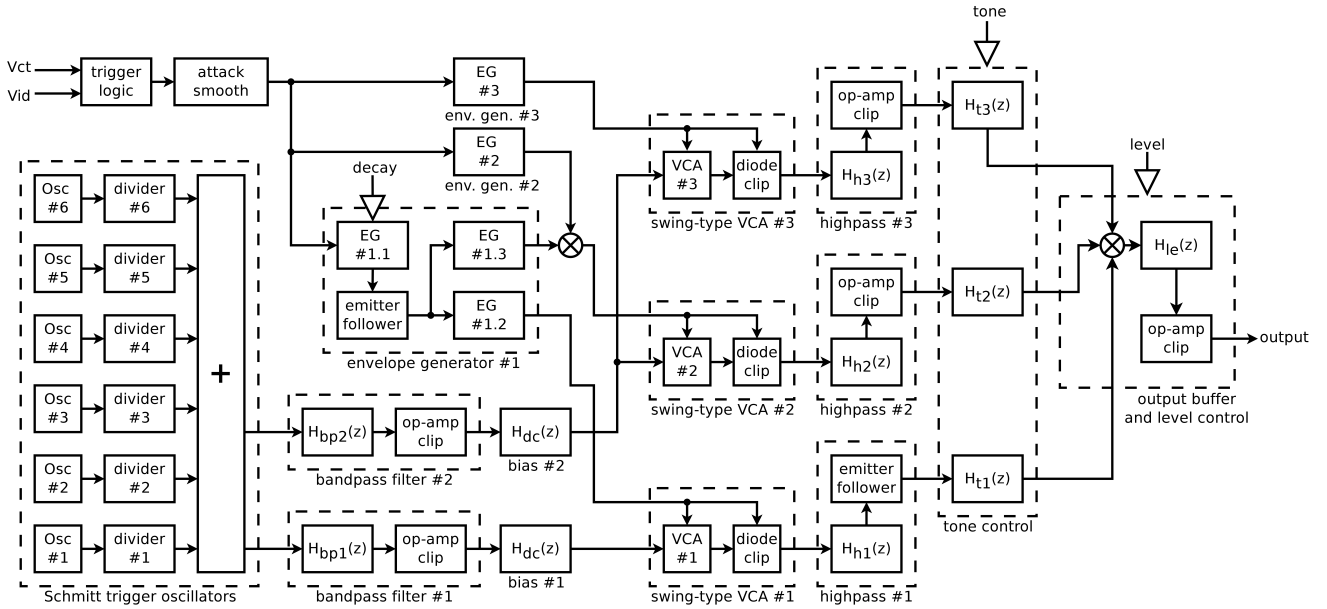 tone
Vct
Vid
trigger
logic
attack
smooth
EG
#3
env. gen. #3
EG
#2
env. gen. #2
decay
EG
#1.1
EG
#1.3
emitter
follower
EG
#1.2
envelope generator #1
Osc
#6
divider
#6
Osc
#5
divider
#5
Osc
#4
divider
#4
Osc
#3
divider
#3
Osc
#2
divider
#2
Osc
#1
divider
#1
+
Schmitt trigger oscillators
Hbp2(z)
op-amp
clip
bandpass filter #2
Hdc(z)
bias #2
Hbp1(z)
op-amp
clip
bandpass filter #1
Hdc(z)
bias #1
VCA
#3
diode
clip
swing-type VCA #3
VCA
#2
diode
clip
swing-type VCA #2
VCA
#1
diode
clip
swing-type VCA #1
op-amp
clip
Hh3(z)
highpass #3
op-amp
clip
Hh2(z)
highpass #2
emitter
follower
Hh1(z)
highpass #1
Ht3(z)
Ht2(z)
Ht1(z)
tone control
level
Hle(z)
op-amp
clip
output
output buffer
and level control